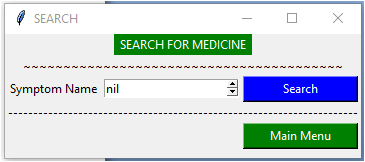 SEARCH
SEARCH FOR MEDICINE
~~~~~~~~~~~~~~~~~~~~~~~~~~~~~~~~~~~~~~~~
Symptom Name nil Search
------------------------------------------------------------
Main Menu